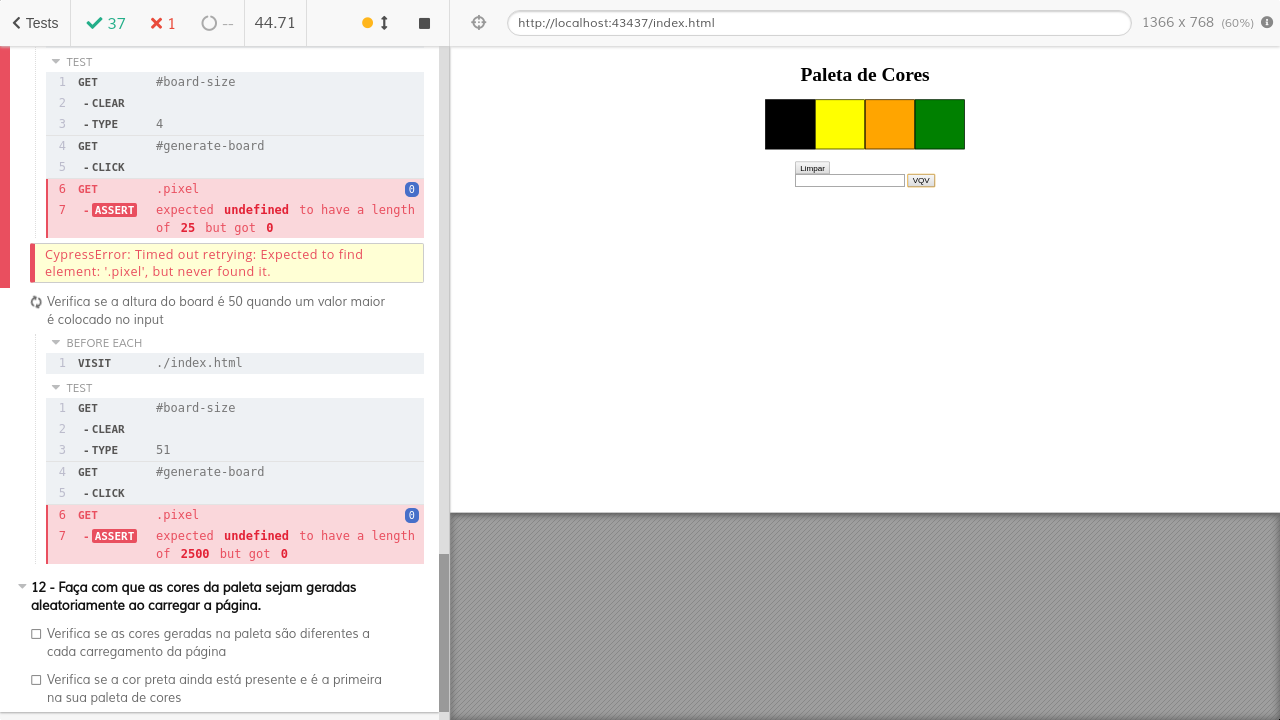 Tests 37 1 -- 44.71
TEST
1 GET #board-size
2 -CLEAR
3 -TYPE 4
4 GET #generate-board
5 -CLICK
6 GET .pixel 0
7 -ASSERT expected undefined to have a length
of 25 but got 0
CypressError: Timed out retrying: Expected to find
element: '.pixel', but never found it.
Verifica se a altura do board é 50 quando um valor maior
é colocado no input
BEFORE EACH
1 VISIT ./index.html
TEST
1 GET #board-size
2 -CLEAR
3 -TYPE 51
4 GET #generate-board
5 -CLICK
6 GET .pixel 0
7 -ASSERT expected undefined to have a length
of 2500 but got 0
12 - Faça com que as cores da paleta sejam geradas
aleatoriamente ao carregar a página.
Verifica se as cores geradas na paleta são diferentes a
cada carregamento da página
Verifica se a cor preta ainda está presente e é a primeira
na sua paleta de cores
http://localhost:43437/index.html 1366 x 768 (60%)
Paleta de Cores
Limpar
VQV